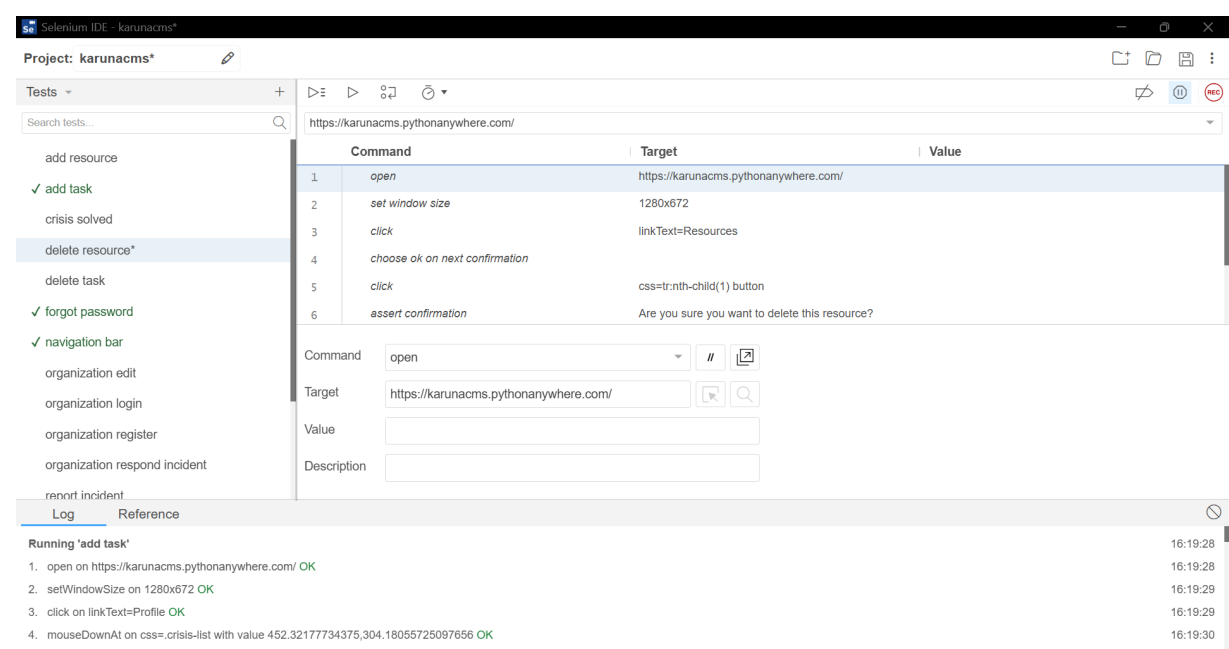 Se Selenium IDE - karunacms*
Project: karunacms*
Tests
Search tests...
add resource
✓ add task
crisis solved
delete resource*
delete task
✓ forgot password
✓ navigation bar
organization edit
organization login
organization register
organization respond incident
report incident
REC
https://karunacms.pythonanywhere.com/
Command Target Value
1 open https://karunacms.pythonanywhere.com/
2 set window size 1280x672
3 click linkText=Resources
4 choose ok on next confirmation
5 click css=tr:nth-child(1) button
6 assert confirmation Are you sure you want to delete this resource?
Command open //
Target https://karunacms.pythonanywhere.com/
Value
Description
Log Reference
Running 'add task' 16:19:28
1. open on https://karunacms.pythonanywhere.com/ OK 16:19:28
2. setWindowSize on 1280x672 OK 16:19:29
3. click on linkText=Profile OK 16:19:29
4. mouseDownAt on css=.crisis-list with value 452.32177734375,304.18055725097656 OK 16:19:30